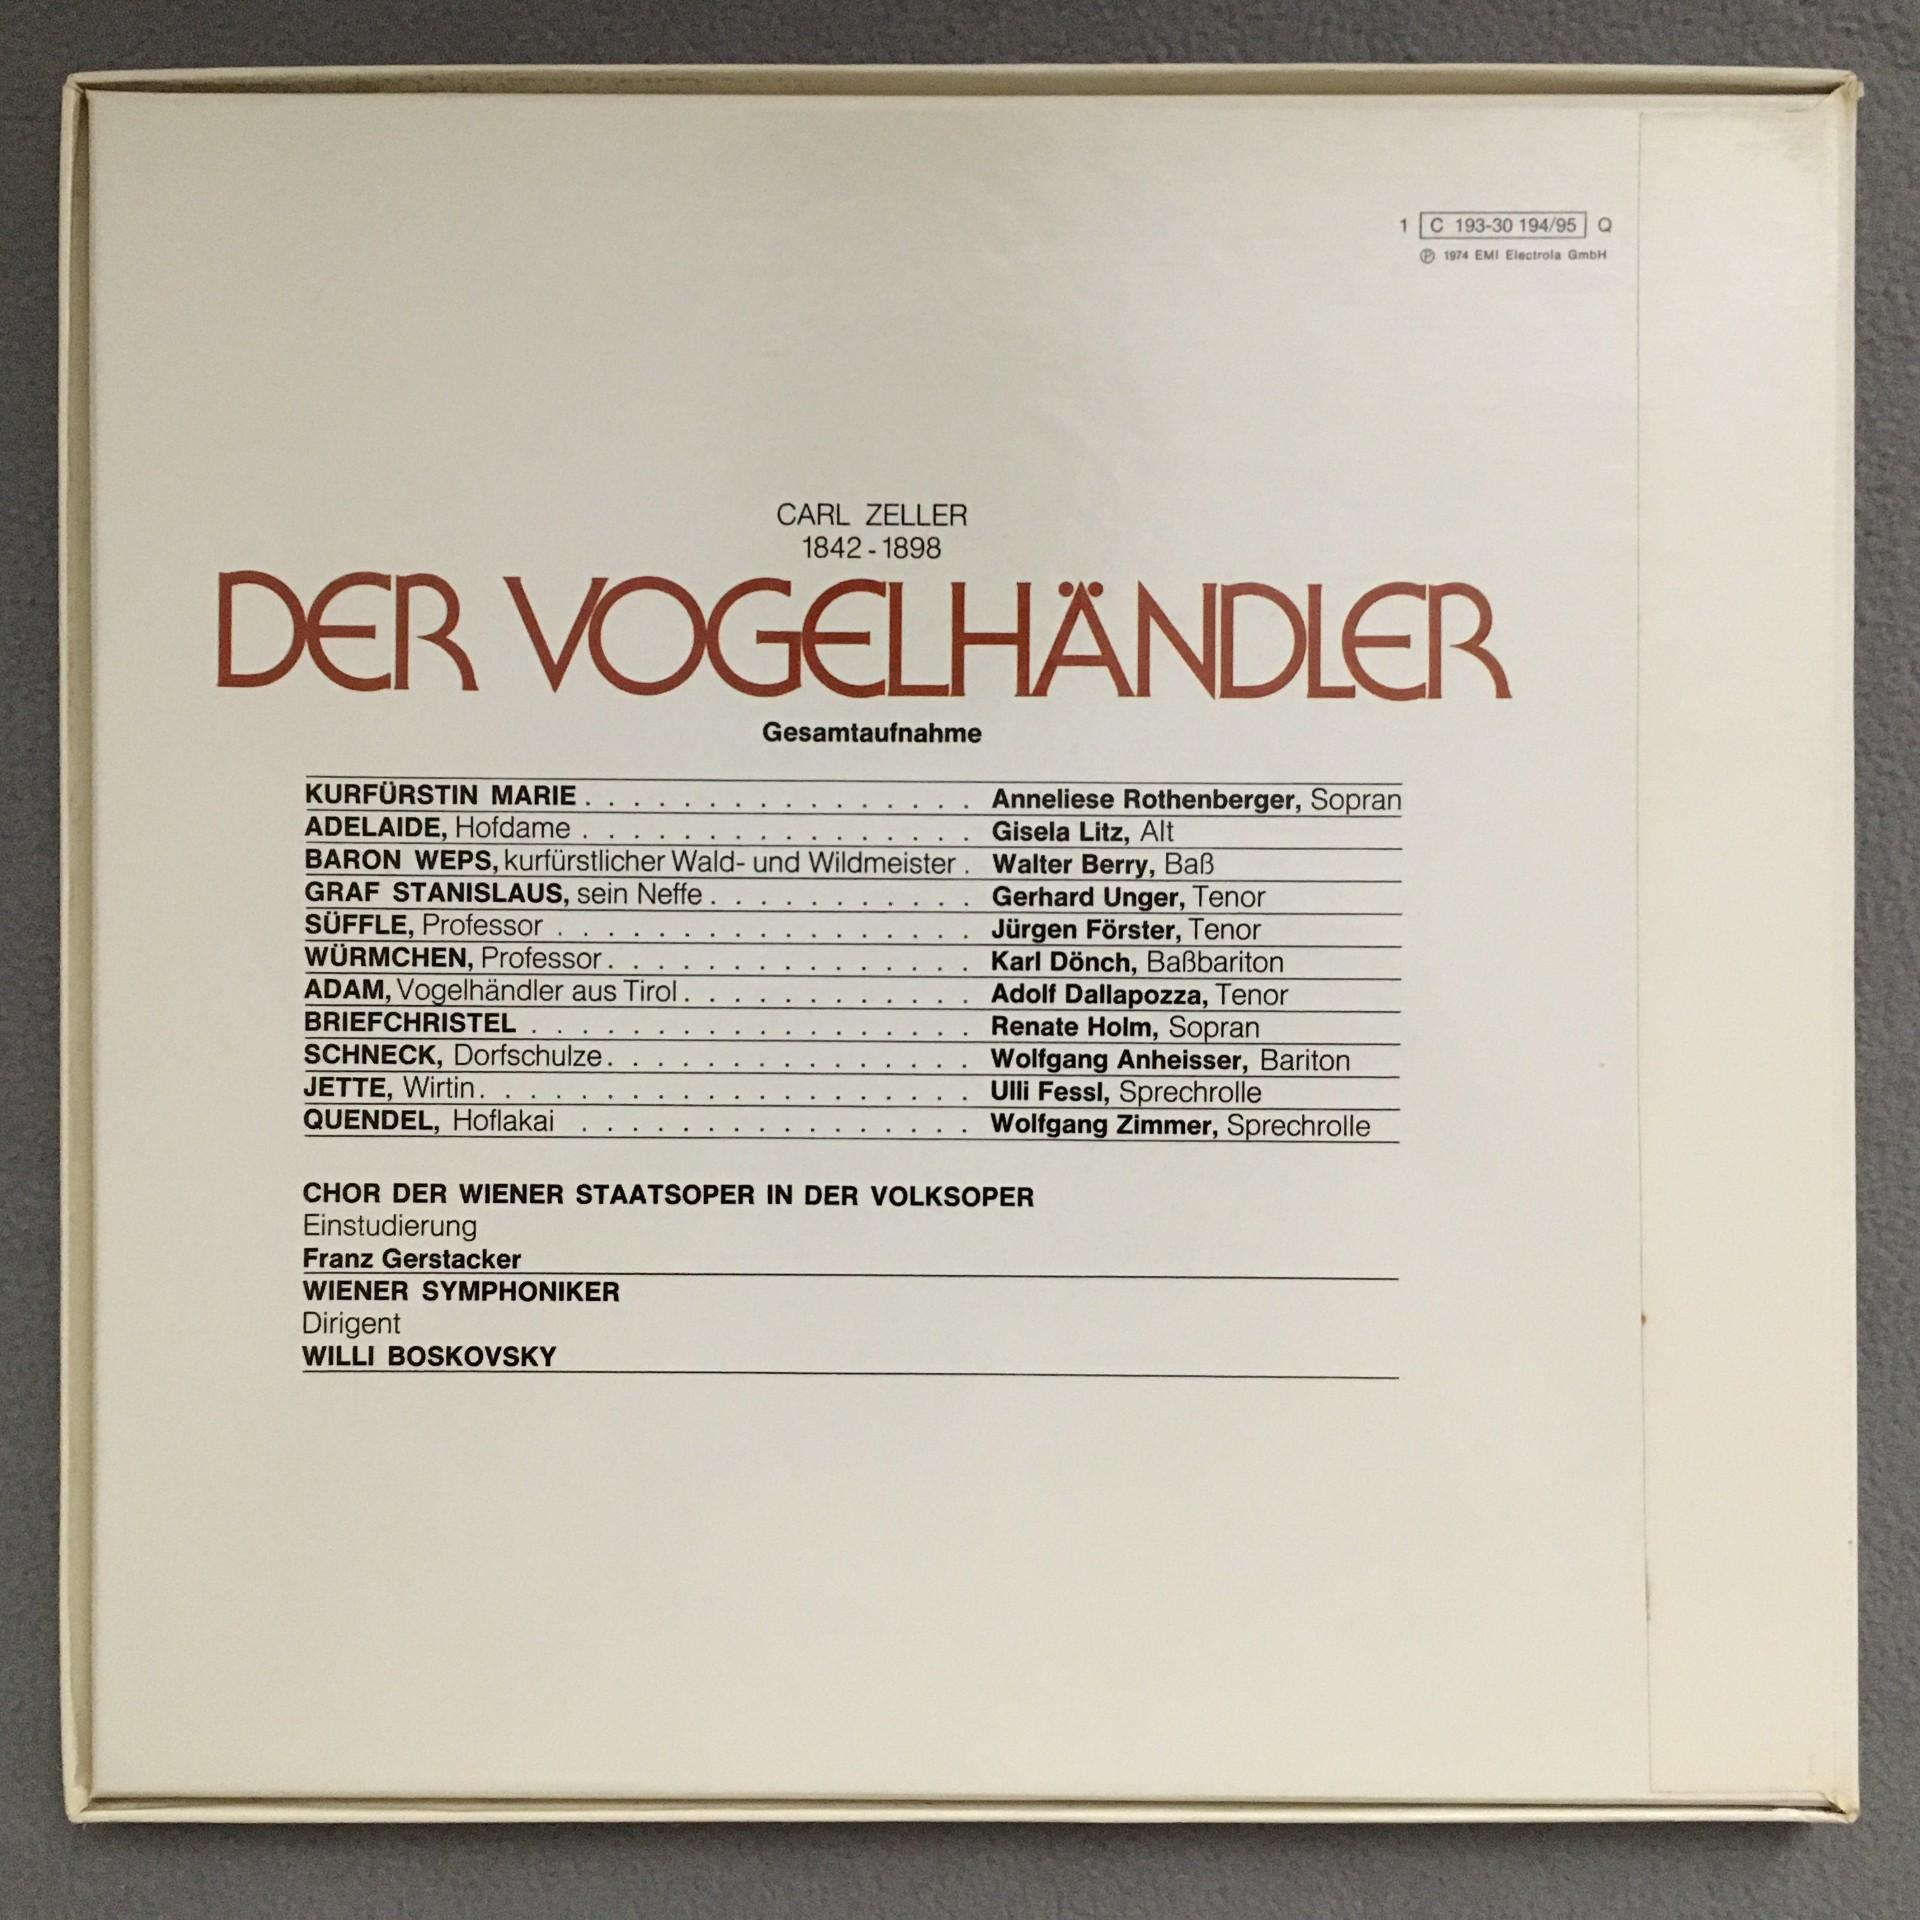 1 C 193-30 194/95 Q
℗ 1974 EMI Electrola GmbH
CARL ZELLER
1842-1898
DER VOGELHÄNDLER
Gesamtaufnahme
KURFÜRSTIN MARIE . . . . . . . . . . . . . . . . Anneliese Rothenberger, Sopran
ADELAIDE, Hofdame . . . . . . . . . . . . . . . . Gisela Litz, Alt
BARON WEPS, kurfürstlicher Wald- und Wildmeister . Walter Berry, Baß
GRAF STANISLAUS, sein Neffe . . . . . . . . . . . Gerhard Unger, Tenor
SÜFFLE, Professor . . . . . . . . . . . . . . . . . Jürgen Förster, Tenor
WÜRMCHEN, Professor . . . . . . . . . . . . . . . Karl Dönch, Baßbariton
ADAM, Vogelhändler aus Tirol . . . . . . . . . . . . Adolf Dallapozza, Tenor
BRIEFCHRISTEL . . . . . . . . . . . . . . . . . . Renate Holm, Sopran
SCHNECK, Dorfschulze . . . . . . . . . . . . . . . Wolfgang Anheisser, Bariton
JETTE, Wirtin . . . . . . . . . . . . . . . . . . . . Ulli Fessl, Sprechrolle
QUENDEL, Hoflakai . . . . . . . . . . . . . . . . Wolfgang Zimmer, Sprechrolle
CHOR DER WIENER STAATSOPER IN DER VOLKSOPER
Einstudierung
Franz Gerstacker
WIENER SYMPHONIKER
Dirigent
WILLI BOSKOVSKY